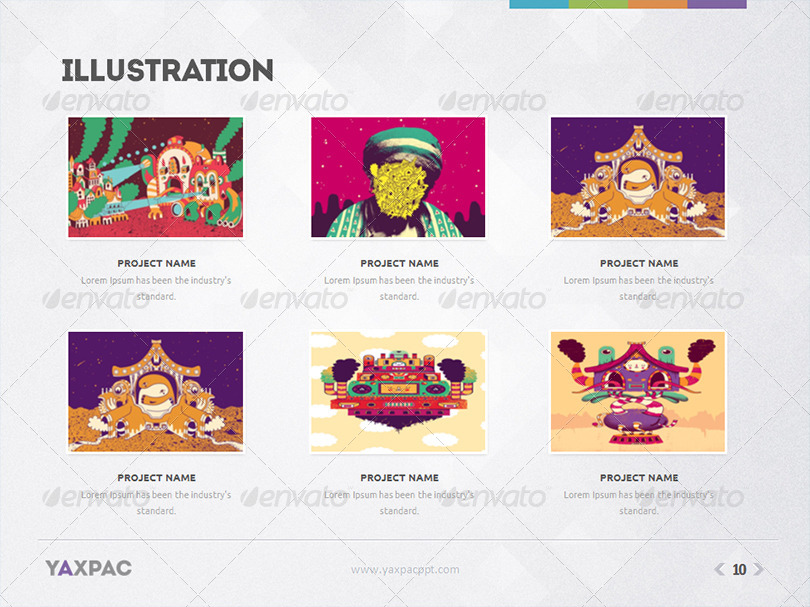 ILLUSTRATION
envato envato envato envato
PROJECT NAME PROJECT NAME PROJECT NAME
Lorem Ipsum has been the industry's Lorem Ipsum has been the industry's Lorem Ipsum has been the industry's
standard. standard. standard.
envato envato envato envato
PROJECT NAME PROJECT NAME PROJECT NAME
Lorem Ipsum has been the industry's Lorem Ipsum has been the industry's Lorem Ipsum has been the industry's
envato envato envato envato
standard. standard. standard.
YAXPAC www.yaxpacppt.com < 10 >